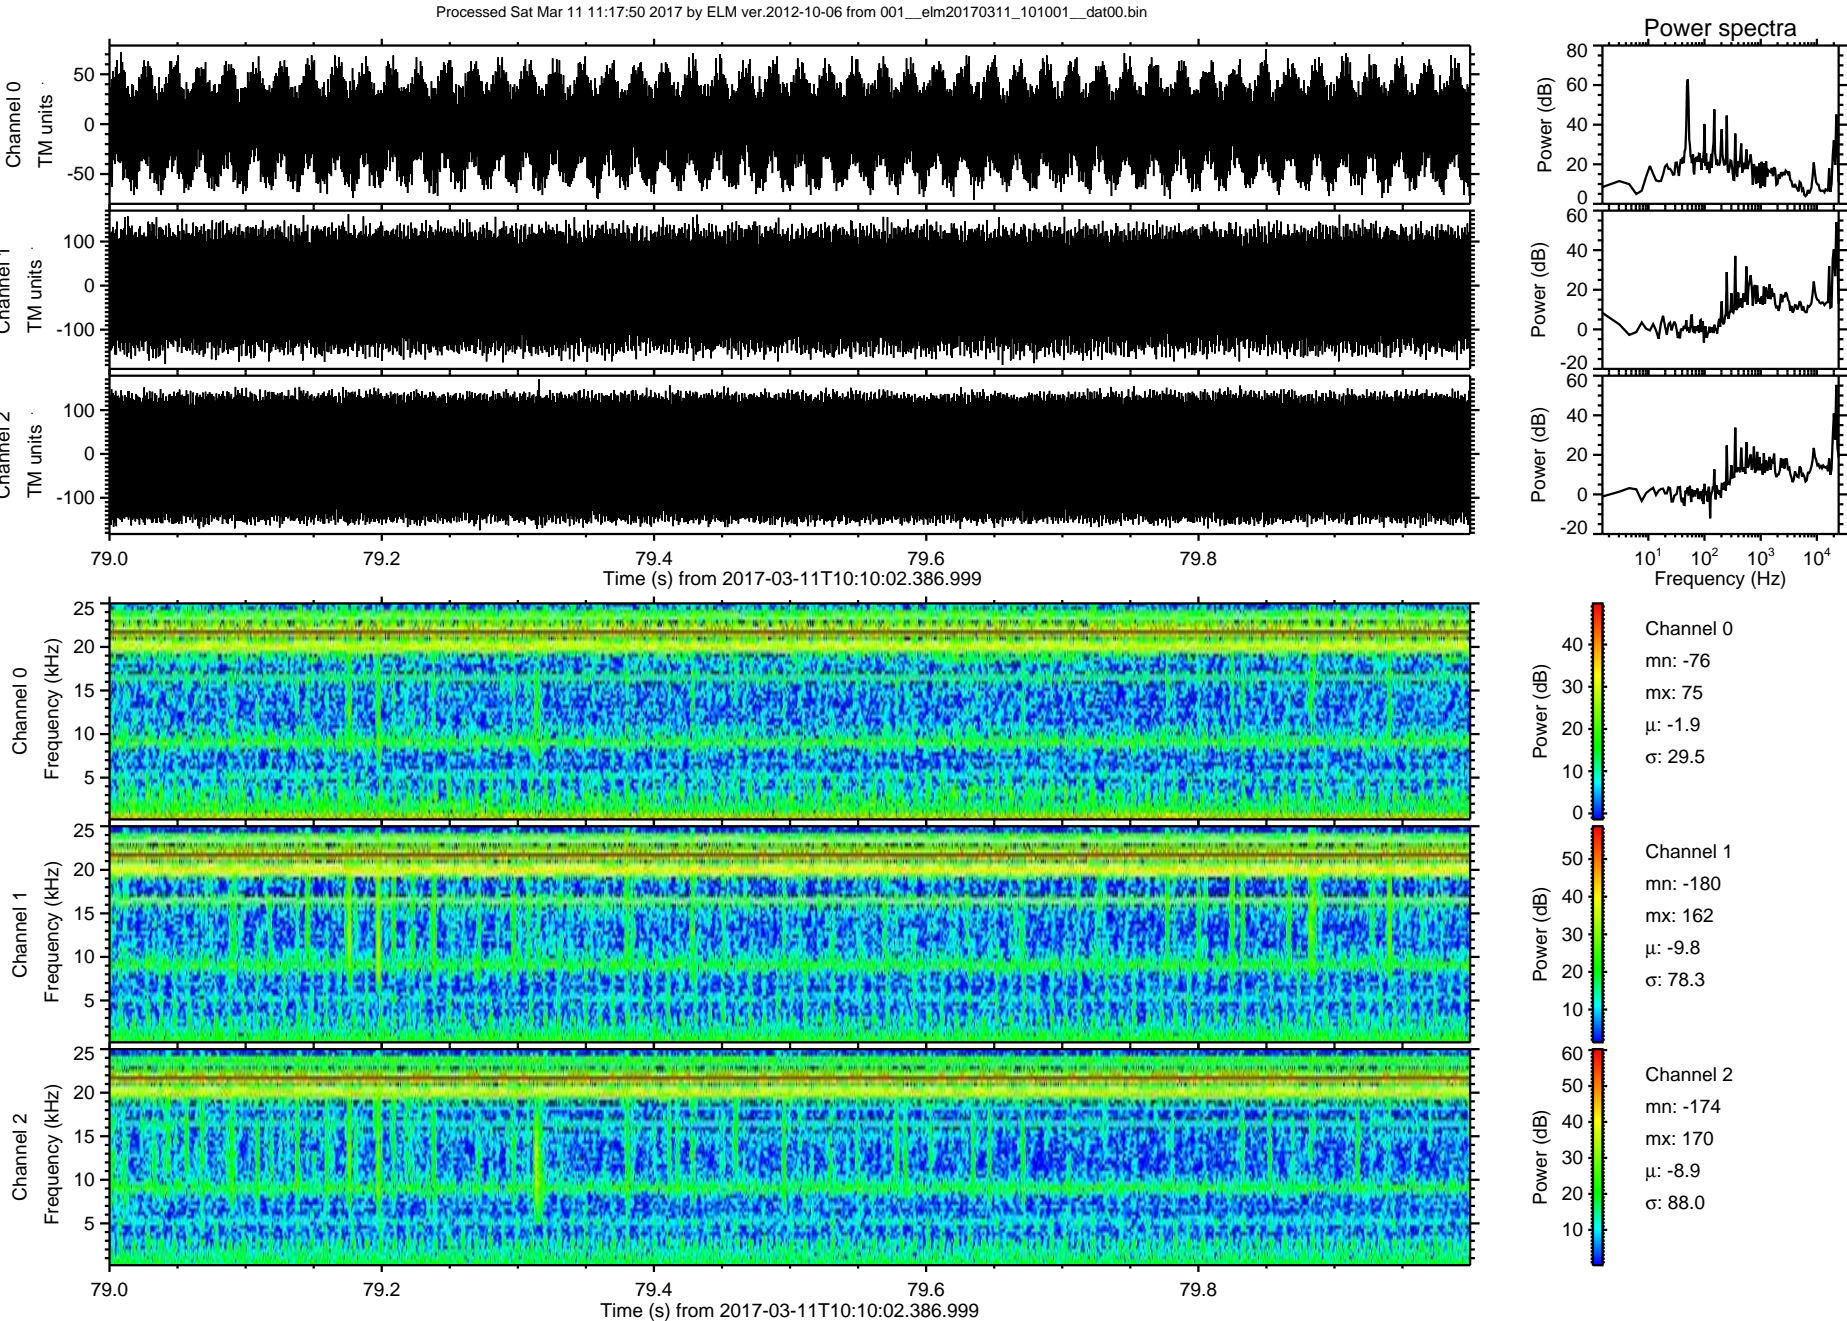 Processed Sat Mar 11 11:17:50 2017 by ELM ver.2012-10-06 from 001__elm20170311_101001__dat00.bin
Power spectra
Channel 0
TM units
50
0
-50
Power (dB)
80
60
40
20
0
Channel 1
TM units
100
0
-100
Power (dB)
60
40
20
0
-20
Channel 2
TM units
100
0
-100
Power (dB)
60
40
20
0
-20
79.0 79.2 79.4 79.6 79.8
Time (s) from 2017-03-11T10:10:02.386.999
10¹ 10² 10³ 10⁴
Frequency (Hz)
Channel 0
Frequency (kHz)
25
20
15
10
5
Power (dB)
40
30
20
10
0
Channel 0
mn: -76
mx: 75
μ: -1.9
σ: 29.5
Channel 1
Frequency (kHz)
25
20
15
10
5
Power (dB)
50
40
30
20
10
Channel 1
mn: -180
mx: 162
μ: -9.8
σ: 78.3
Channel 2
Frequency (kHz)
25
20
15
10
5
Power (dB)
60
50
40
30
20
10
Channel 2
mn: -174
mx: 170
μ: -8.9
σ: 88.0
79.0 79.2 79.4 79.6 79.8
Time (s) from 2017-03-11T10:10:02.386.999